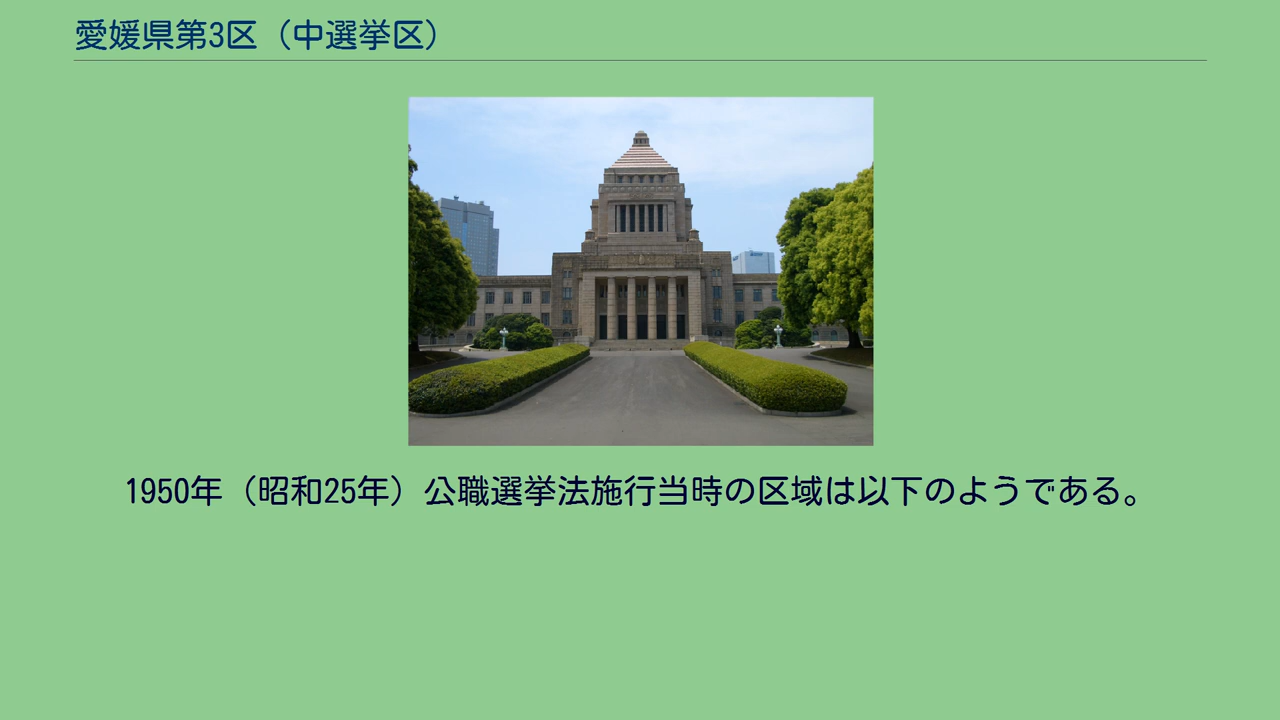 愛媛県第3区（中選挙区）
1950年（昭和25年）公職選挙法施行当時の区域は以下のようである。